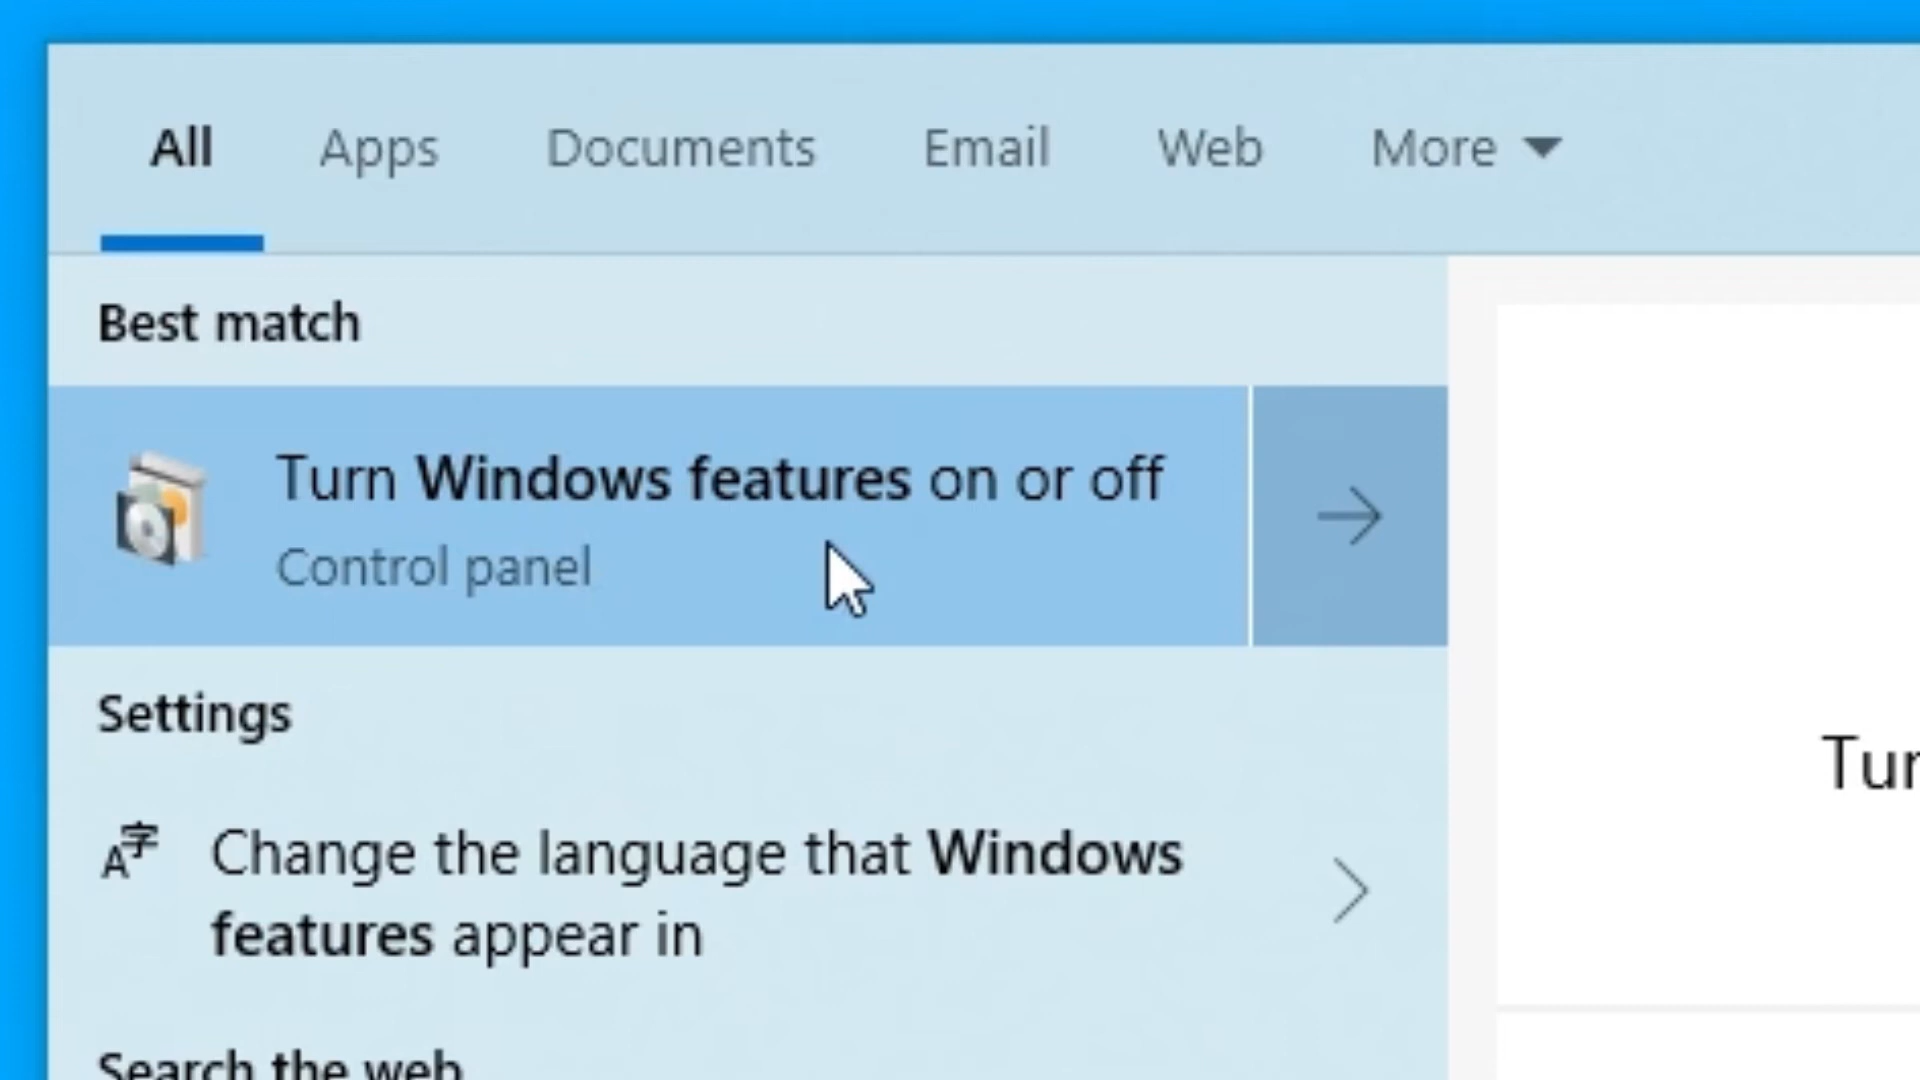 All Apps Documents Email Web More
Best match
Turn Windows features on or off
Control panel
Settings
Change the language that Windows
features appear in
Search the web